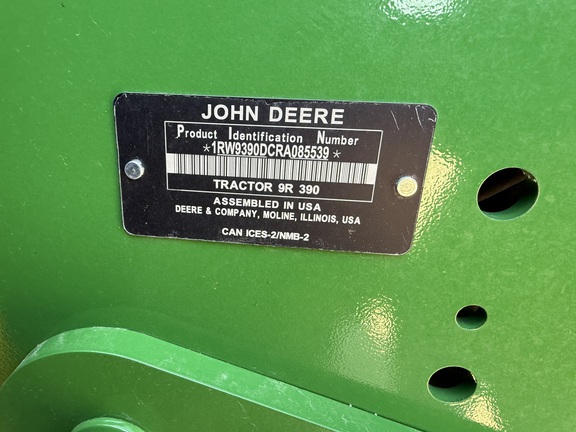 JOHN DEERE
Product Identification Number
*1RW9390DCRA085539*
TRACTOR 9R 390
ASSEMBLED IN USA
DEERE & COMPANY, MOLINE, ILLINOIS, USA
CAN ICES-2/NMB-2